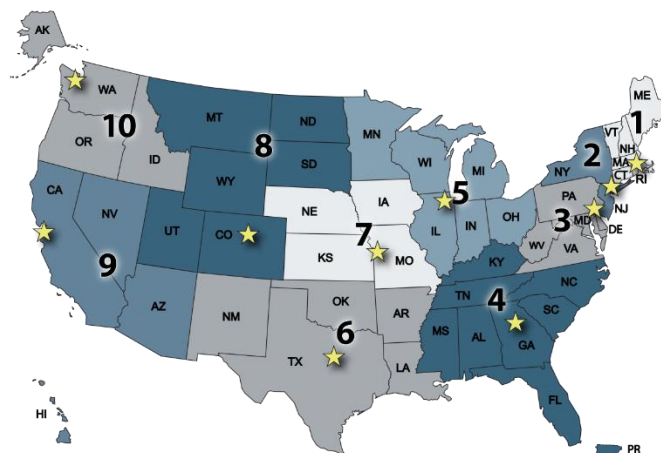 AK
WA
ME
1
MT
ND
VT
10
MN
NH
OR
8
2
MA
ID
SD
WI
MI
NY
CT
RI
WY
5
CA
PA
IA
NE
NJ
NV
OH
3
MD
IL
IN
DE
UT
CO
7
WV
VA
KS
MO
KY
9
NC
TN
4
OK
AZ
AR
SC
NM
6
MS
AL
GA
TX
LA
FL
HI
PR